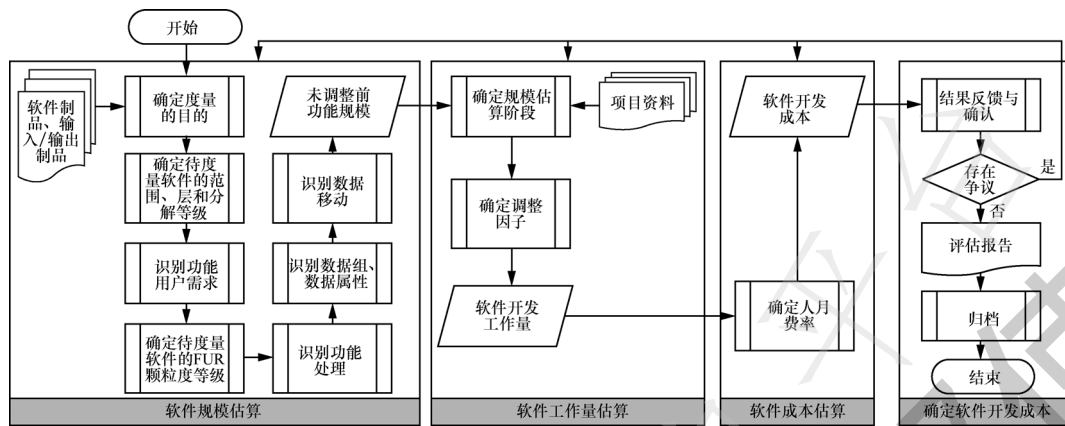 开始
软件制
品、输
入/输出
制品
确定度量
的目的
确定待度
量软件的范
围、层和分
解等级
识别功能
用户需求
确定待度量
软件的FUR
颗粒度等级
未调整前
功能规模
识别数据
移动
识别数据组、
数据属性
识别功能
处理
软件规模估算
确定规模估
算阶段
项目资料
确定调整
因子
软件开发
工作量
软件工作量估算
软件开发
成本
确定人月
费率
软件成本估算
结果反馈与
确认
存在
争议
是
否
评估报告
归档
结束
确定软件开发成本